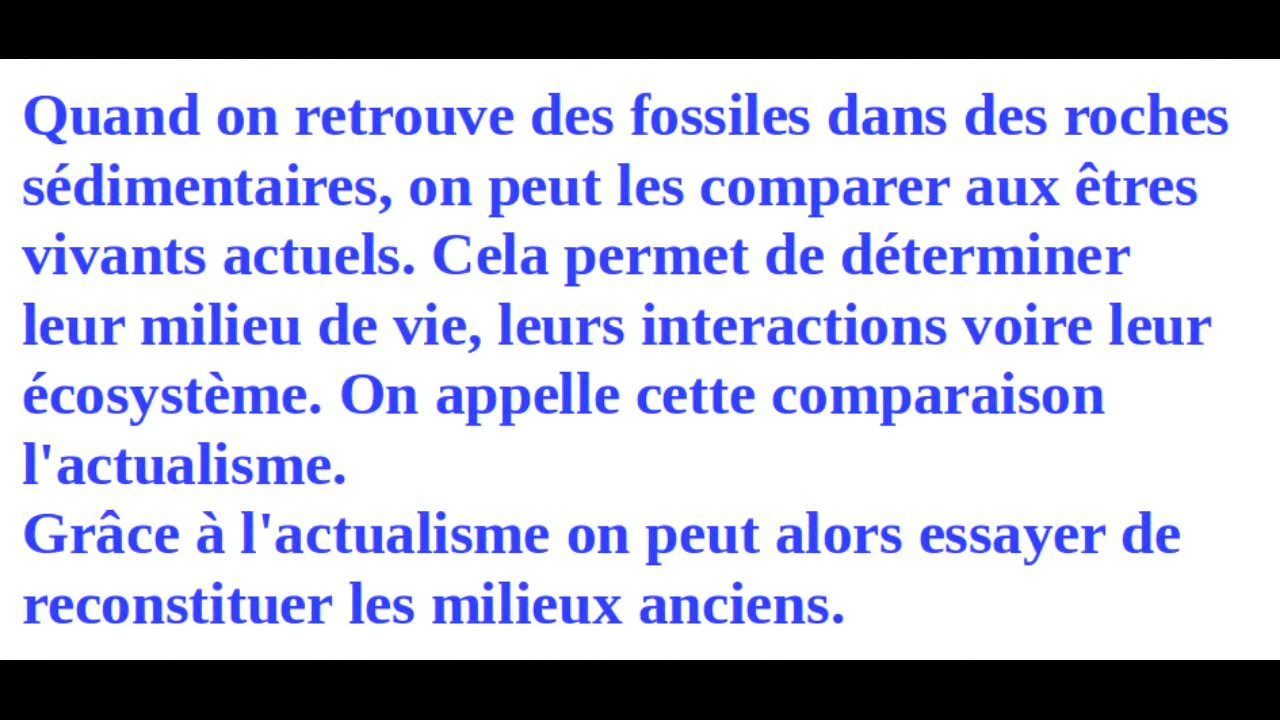 Quand on retrouve des fossiles dans des roches
sédimentaires, on peut les comparer aux êtres
vivants actuels. Cela permet de déterminer
leur milieu de vie, leurs interactions voire leur
écosystème. On appelle cette comparaison
l'actualisme.
Grâce à l'actualisme on peut alors essayer de
reconstituer les milieux anciens.